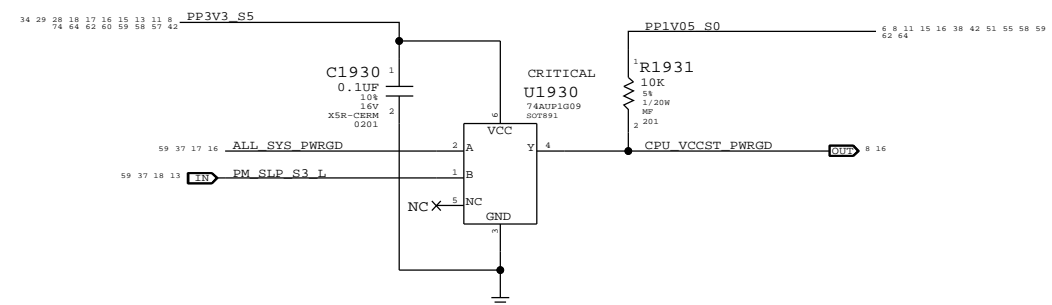 34 29 28 18 17 16 15 13 11 8
74 64 62 60 59 58 57 42
PP3V3_S5
PP1V05_S0
6 8 11 15 16 38 42 51 55 58 59
62 64
C1930
0.1UF
10%
16V
X5R-CERM
0201
1
2
CRITICAL
U1930
74AUP1G09
SOT891
6
VCC
1
R1931
10K
5%
1/20W
MF
201
2
59 37 17 16
ALL_SYS_PWRGD
2
A
Y
4
CPU_VCCST_PWRGD
OUT
8 16
59 37 18 13
IN
PM_SLP_S3_L
1
B
NC
5
NC
GND
3